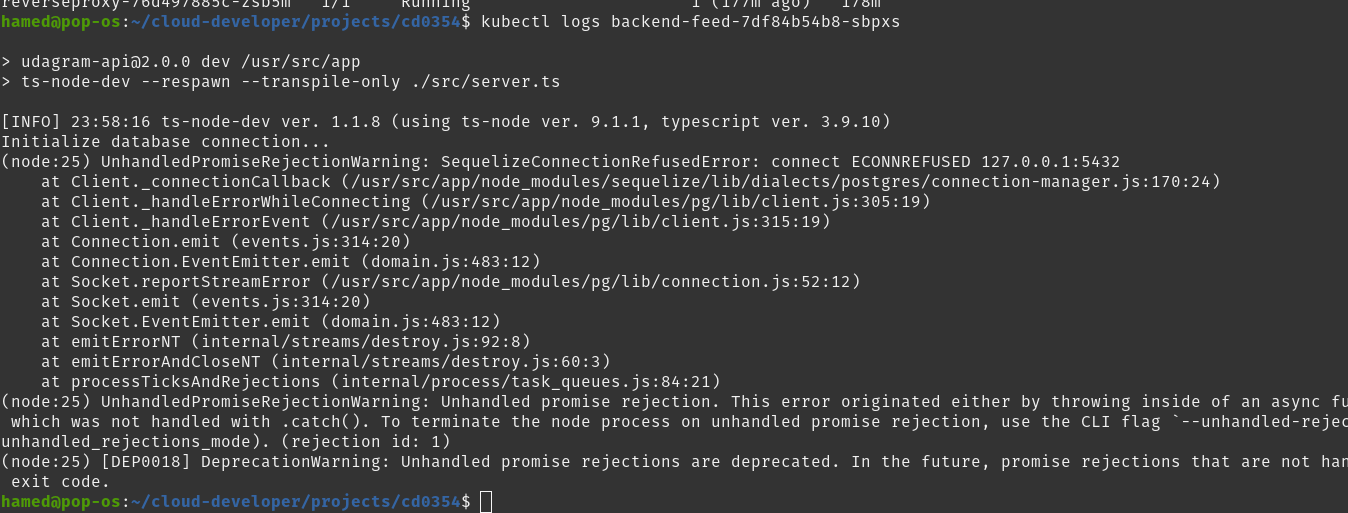 reverseproxy-76d497885c-zsb5m   1/1     Running                      1 (177m ago)   178m
hamed@pop-os:~/cloud-developer/projects/cd0354$ kubectl logs backend-feed-7df84b54b8-sbpxs
> udagram-api@2.0.0 dev /usr/src/app
> ts-node-dev --respawn --transpile-only ./src/server.ts
[INFO] 23:58:16 ts-node-dev ver. 1.1.8 (using ts-node ver. 9.1.1, typescript ver. 3.9.10)
Initialize database connection...
(node:25) UnhandledPromiseRejectionWarning: SequelizeConnectionRefusedError: connect ECONNREFUSED 127.0.0.1:5432
    at Client._connectionCallback (/usr/src/app/node_modules/sequelize/lib/dialects/postgres/connection-manager.js:170:24)
    at Client._handleErrorWhileConnecting (/usr/src/app/node_modules/pg/lib/client.js:305:19)
    at Client._handleErrorEvent (/usr/src/app/node_modules/pg/lib/client.js:315:19)
    at Connection.emit (events.js:314:20)
    at Connection.EventEmitter.emit (domain.js:483:12)
    at Socket.reportStreamError (/usr/src/app/node_modules/pg/lib/connection.js:52:12)
    at Socket.emit (events.js:314:20)
    at Socket.EventEmitter.emit (domain.js:483:12)
    at emitErrorNT (internal/streams/destroy.js:92:8)
    at emitErrorAndCloseNT (internal/streams/destroy.js:60:3)
    at processTicksAndRejections (internal/process/task_queues.js:84:21)
(node:25) UnhandledPromiseRejectionWarning: Unhandled promise rejection. This error originated either by throwing inside of an async fu
 which was not handled with .catch(). To terminate the node process on unhandled promise rejection, use the CLI flag `--unhandled-rejec
unhandled_rejections_mode). (rejection id: 1)
(node:25) [DEP0018] DeprecationWarning: Unhandled promise rejections are deprecated. In the future, promise rejections that are not han
 exit code.
hamed@pop-os:~/cloud-developer/projects/cd0354$